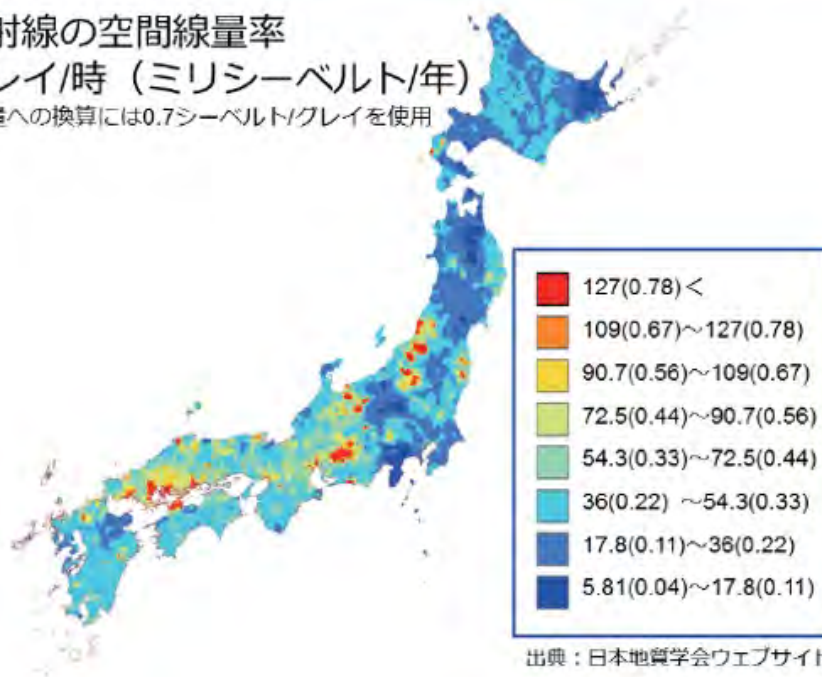 射線の空間線量率
レイ/時（ミリシーベルト/年）
量への換算には0.7シーベルト/グレイを使用
127(0.78)＜
109(0.67)～127(0.78)
90.7(0.56)～109(0.67)
72.5(0.44)～90.7(0.56)
54.3(0.33)～72.5(0.44)
36(0.22) ～54.3(0.33)
17.8(0.11)～36(0.22)
5.81(0.04)～17.8(0.11)
出典：日本地質学会ウェブサイト